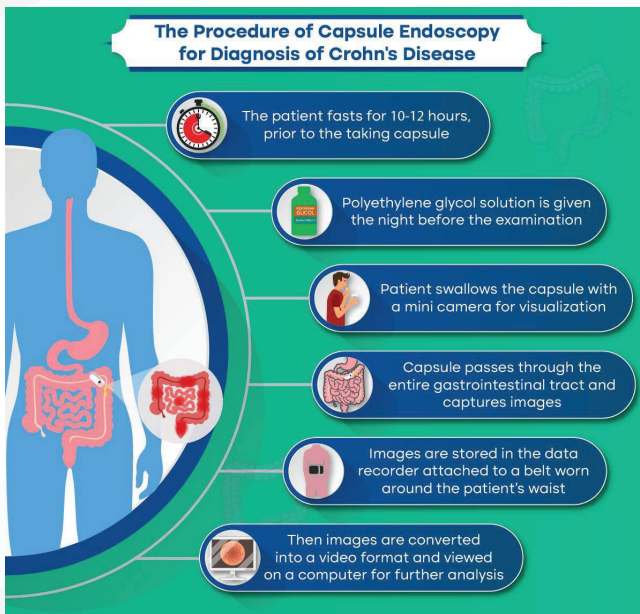 The Procedure of Capsule Endoscopy
for Diagnosis of Crohn's Disease
The patient fasts for 10-12 hours,
prior to the taking capsule
GLYCOL
Polyethylene glycol solution is given
the night before the examination
Patient swallows the capsule with
a mini camera for visualization
Capsule passes through the
entire gastrointestinal tract and
captures images
Images are stored in the data
recorder attached to a belt worn
around the patient's waist
Then images are converted
into a video format and viewed
on a computer for further analysis